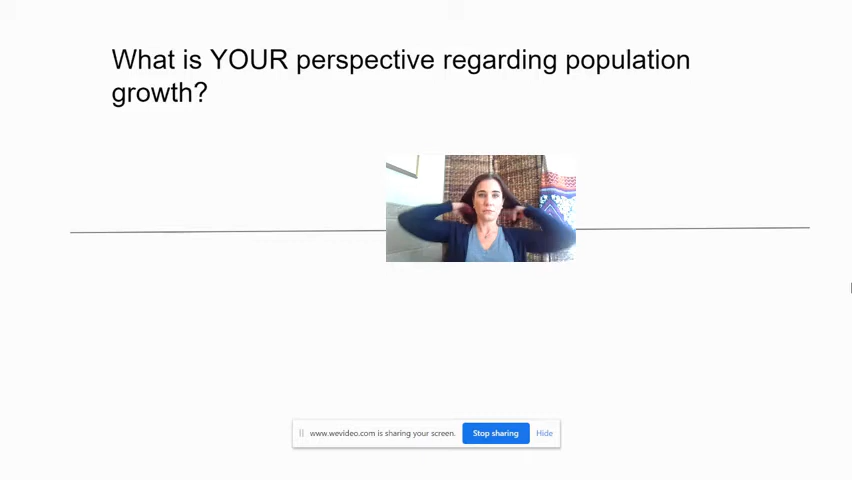 What is YOUR perspective regarding population
growth?
www.wevideo.com is sharing your screen.
Stop sharing
Hide